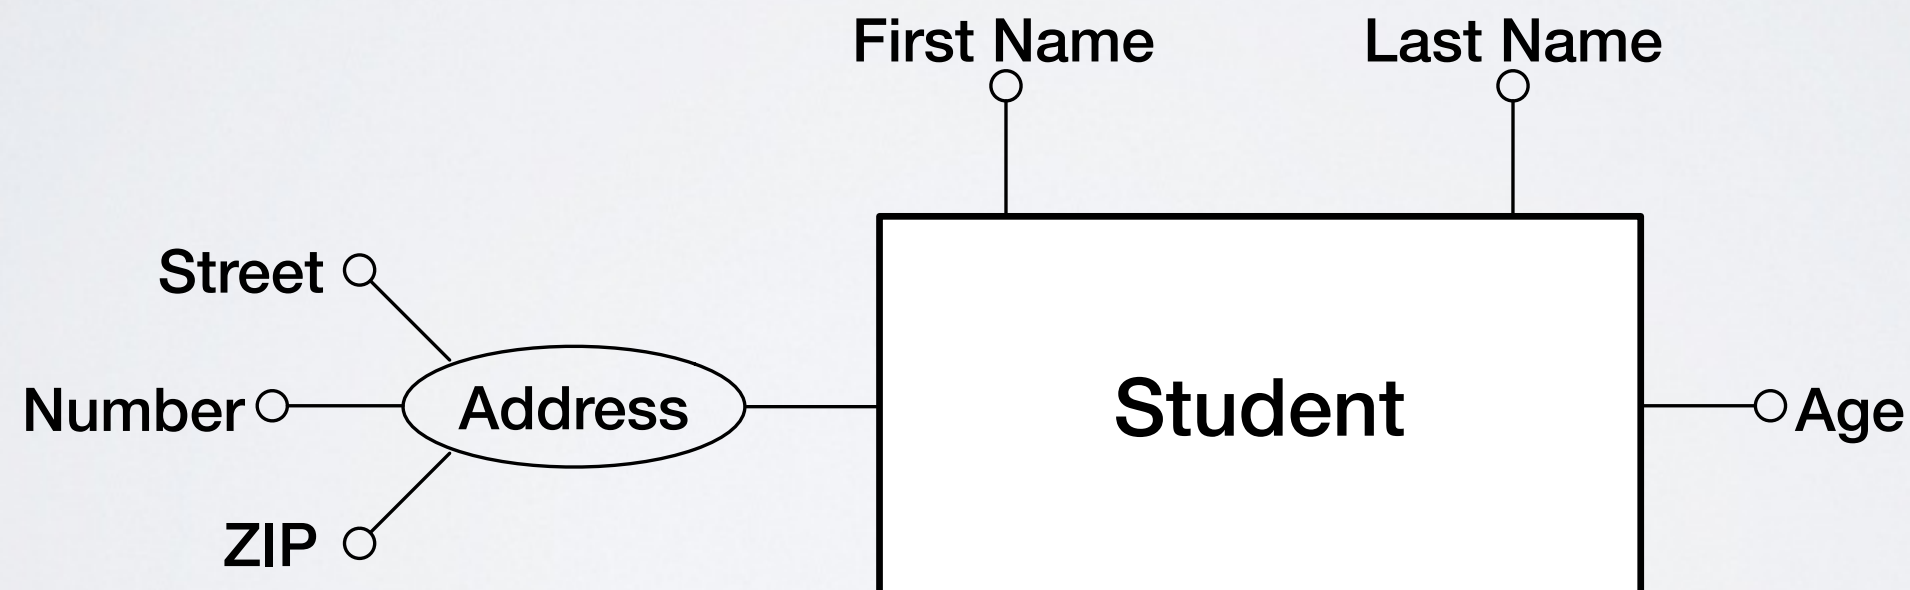 First Name
Last Name
Street
Number
Address
Student
Age
ZIP